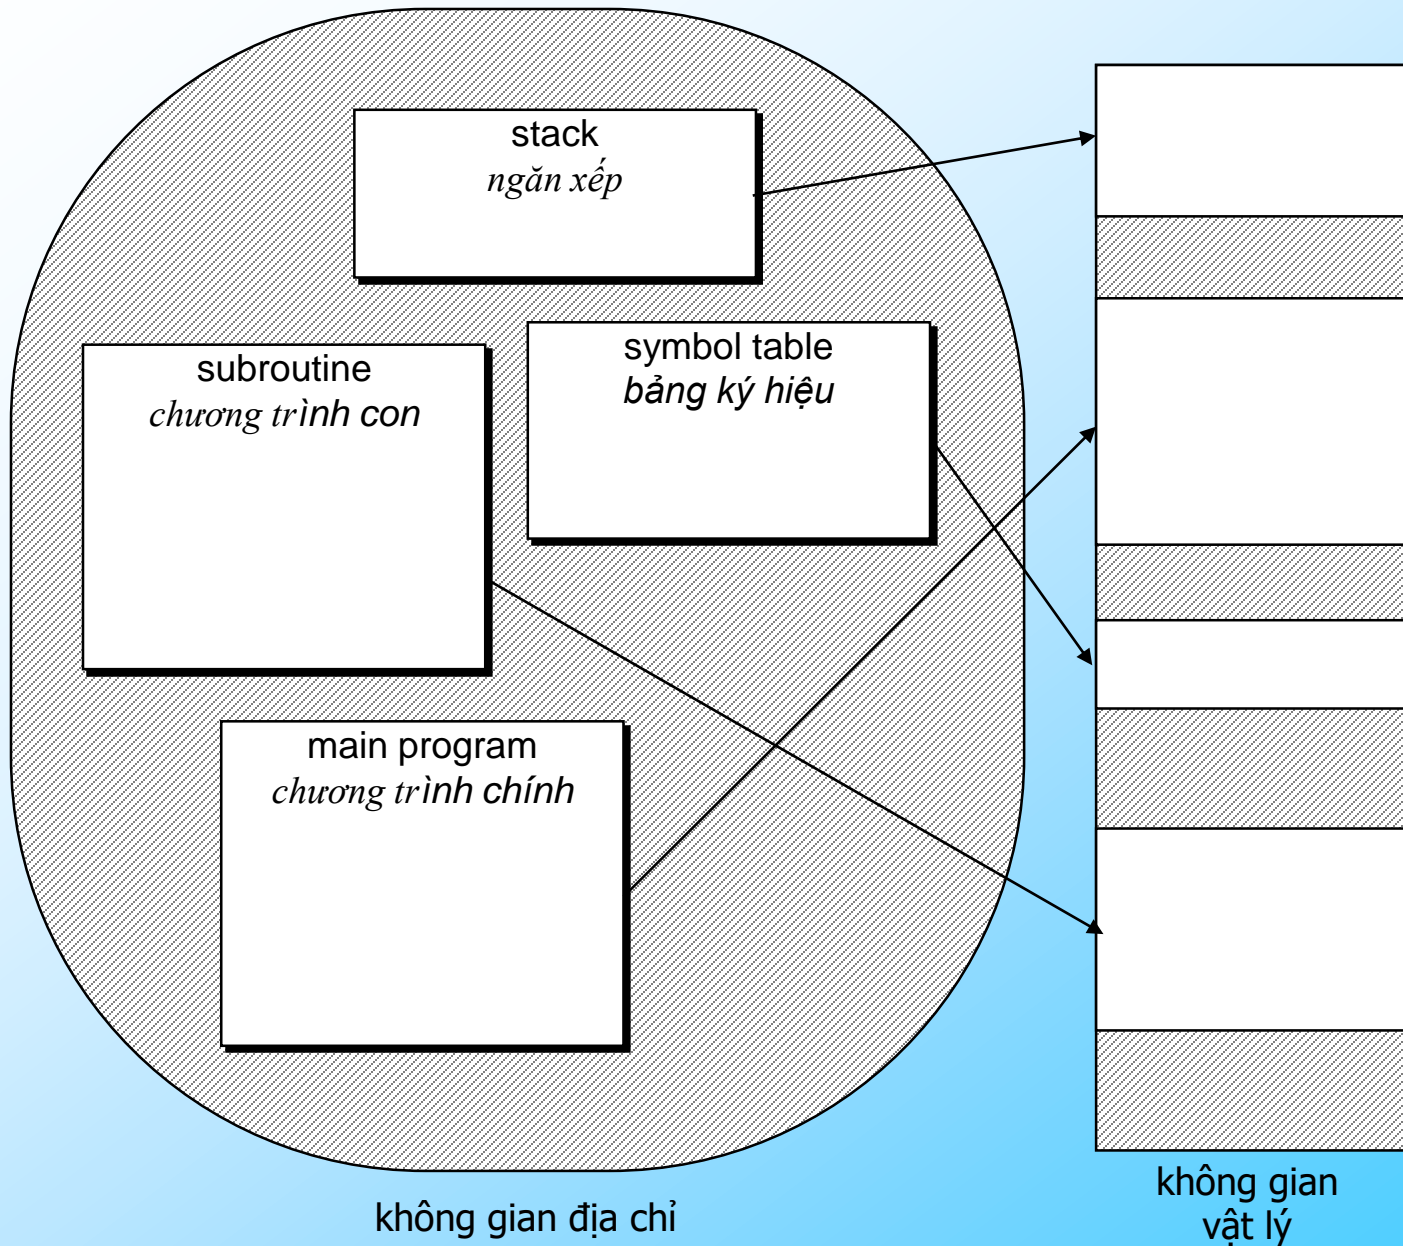 stack
ngăn xếp
symbol table
bảng ký hiệu
subroutine
chương trình con
main program
chương trình chính
không gian địa chỉ
không gian
vật lý